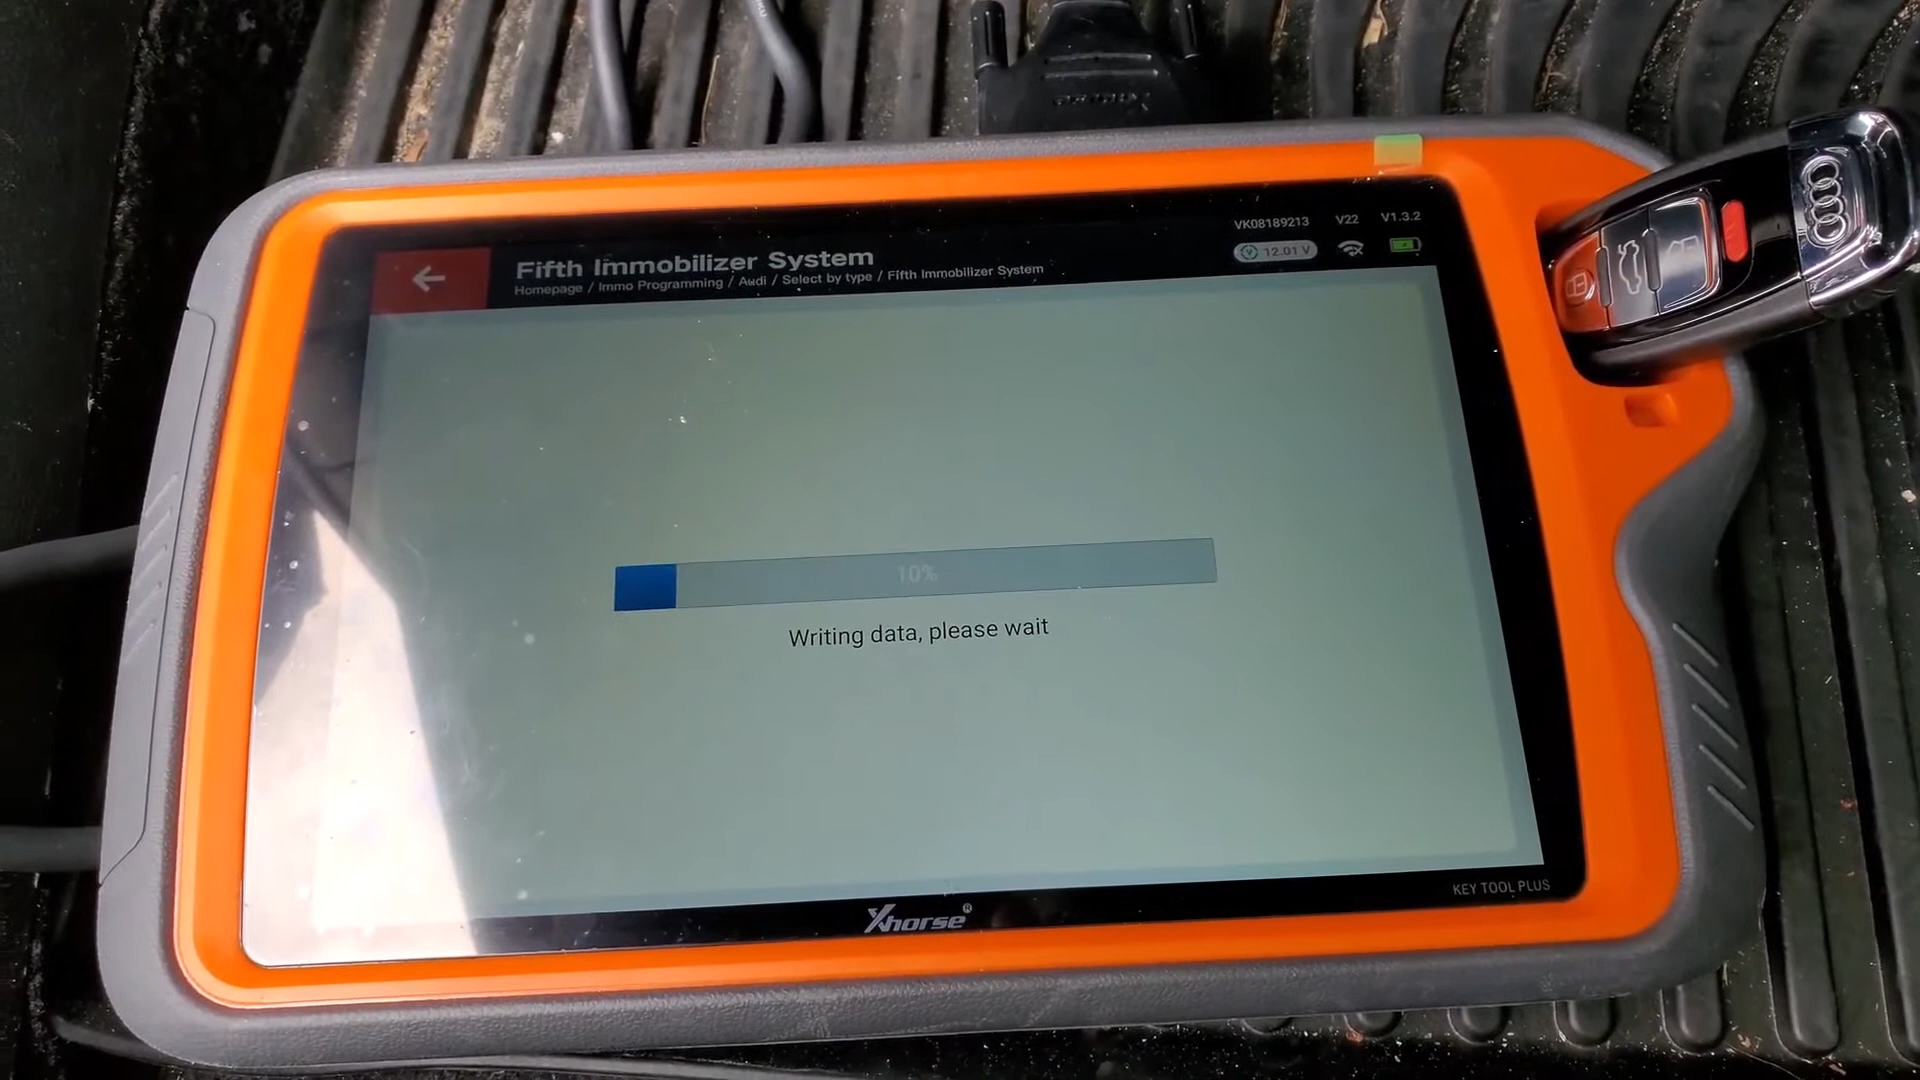 VK08189213 V22 V1.3.2
Fifth Immobilizer System
12.01 V
Homepage / Immo Programming / Audi / Select by type / Fifth Immobilizer System
10%
Writing data, please wait
KEY TOOL PLUS
Xhorse®